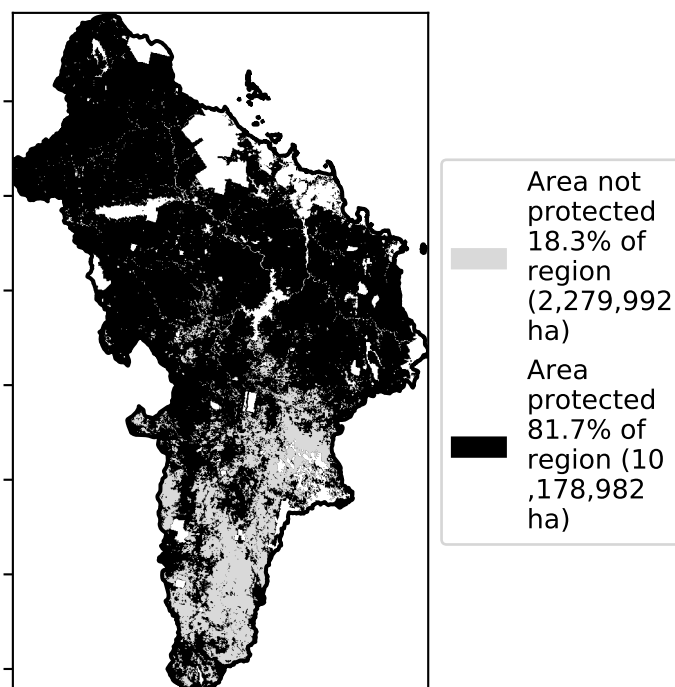 Area not
protected
18.3% of
region
(2,279,992
ha)
Area
protected
81.7% of
region (10
,178,982
ha)